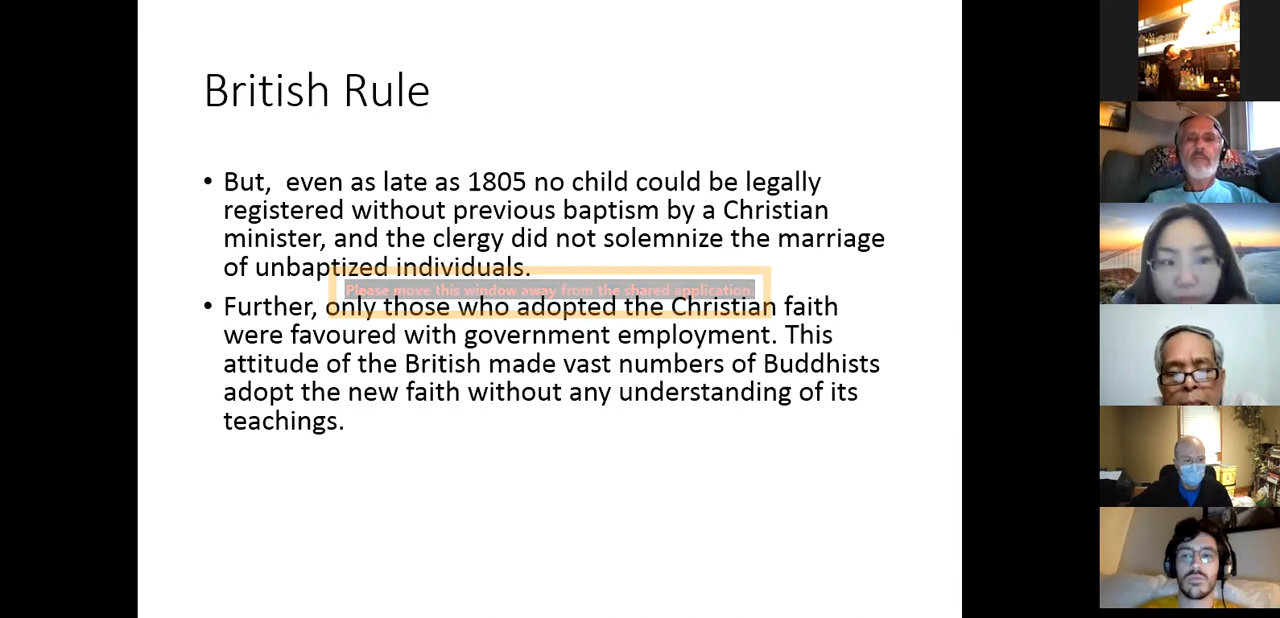 British Rule
• But,  even as late as 1805 no child could be legally
registered without previous baptism by a Christian
minister, and the clergy did not solemnize the marriage
of unbaptized individuals.
Please move this window away from the shared application.
• Further, only those who adopted the Christian faith
were favoured with government employment. This
attitude of the British made vast numbers of Buddhists
adopt the new faith without any understanding of its
teachings.